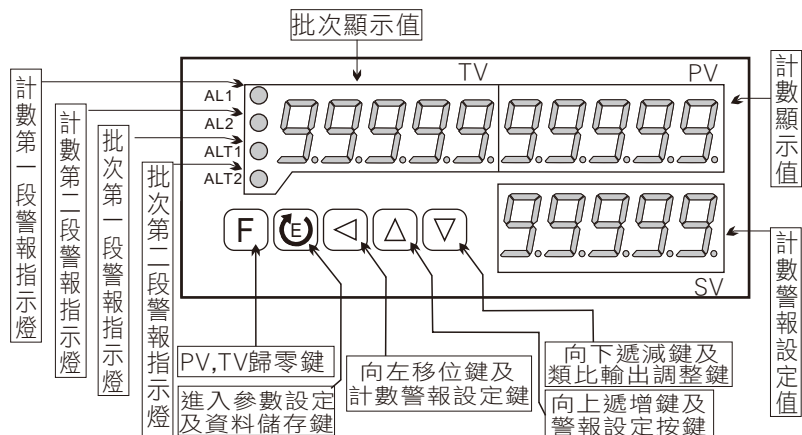 批次顯示值
TV
PV
計數第一段警報指示燈
計數第二段警報指示燈
批次第一段警報指示燈
批次第二段警報指示燈
AL1
AL2
ALT1
ALT2
99999
99999
計數顯示值
99999
SV
計數警報設定值
F
E
PV,TV歸零鍵
進入參數設定
及資料儲存鍵
向左移位鍵及
計數警報設定鍵
向下遞減鍵及
類比輸出調整鍵
向上遞增鍵及
警報設定按鍵